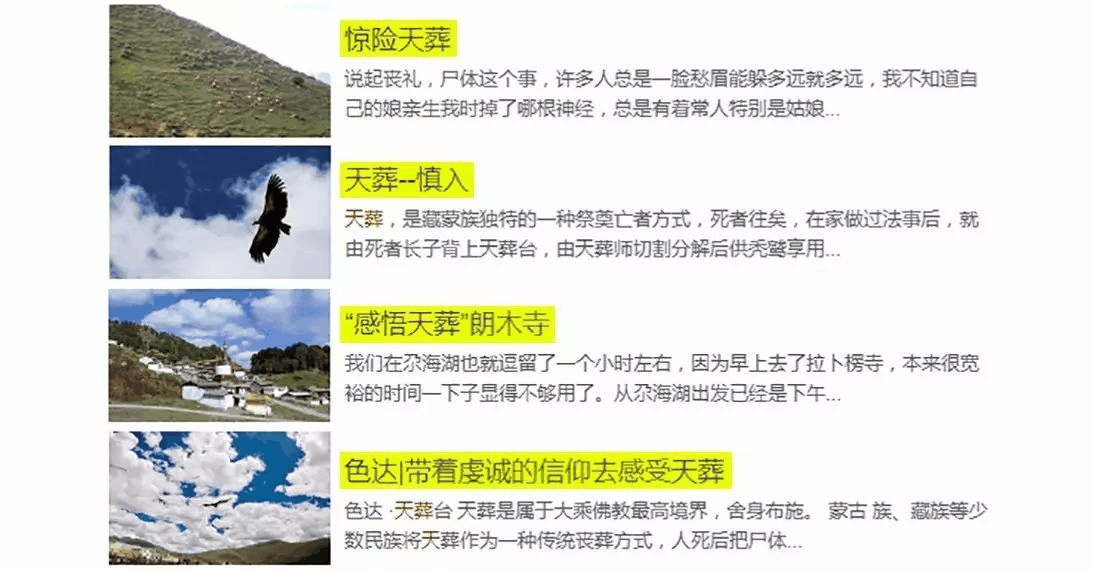 惊险天葬
说起丧礼，尸体这个事，许多人总是一脸愁眉能躲多远就多远，我不知道自
己的娘亲生我时掉了哪根神经，总是有着常人特别是姑娘...
天葬--慎入
天葬，是藏蒙族独特的一种祭奠亡者方式，死者往矣，在家做过法事后，就
由死者长子背上天葬台，由天葬师切割分解后供秃鹫享用...
“感悟天葬”朗木寺
我们在尕海湖也就逗留了一个小时左右，因为早上去了拉卜楞寺，本来很宽
裕的时间一下子显得不够用了。从尕海湖出发已经是下午...
色达|带着虔诚的信仰去感受天葬
色达 ·天葬台 天葬是属于大乘佛教最高境界，舍身布施。 蒙古 族、藏族等少
数民族将天葬作为一种传统丧葬方式，人死后把尸体...